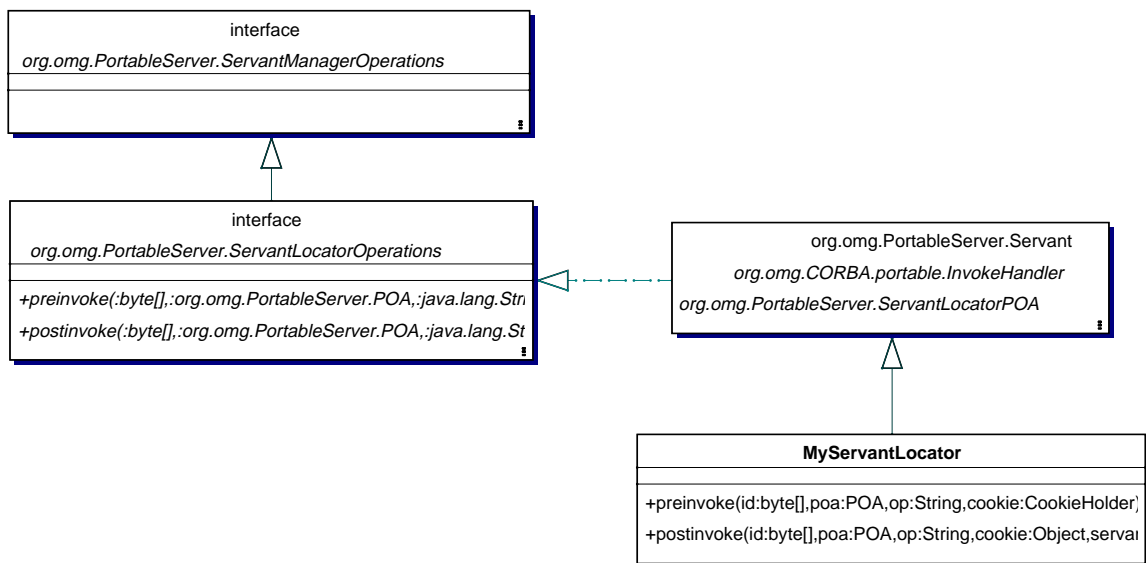 interface
org.omg.PortableServer.ServantManagerOperations
interface
org.omg.PortableServer.ServantLocatorOperations
+preinvoke(:byte[],:org.omg.PortableServer.POA,:java.lang.Stri
+postinvoke(:byte[],:org.omg.PortableServer.POA,:java.lang.St
org.omg.PortableServer.Servant
org.omg.CORBA.portable.InvokeHandler
org.omg.PortableServer.ServantLocatorPOA
MyServantLocator
+preinvoke(id:byte[],poa:POA,op:String,cookie:CookieHolder)
+postinvoke(id:byte[],poa:POA,op:String,cookie:Object,serva